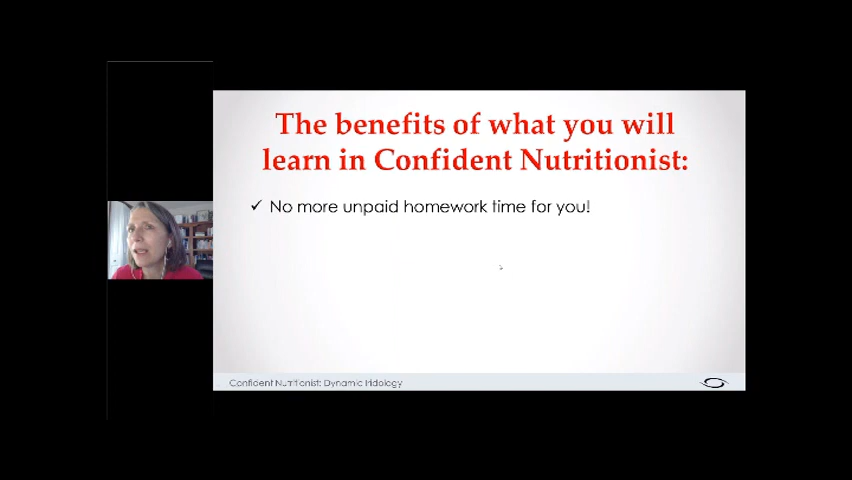 The benefits of what you will
learn in Confident Nutritionist:
✓ No more unpaid homework time for you!
Confident Nutritionist: Dynamic Iridology